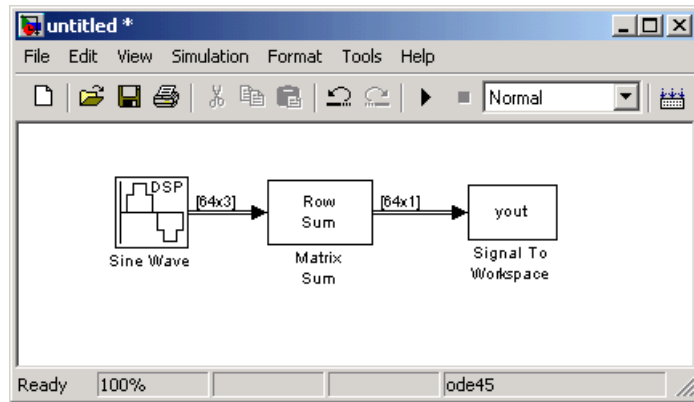 untitled *
File Edit View Simulation Format Tools Help
Normal
DSP
[64x3]
Row
Sum
[64x1]
yout
Sine Wave
Matrix
Sum
Signal To
Workspace
Ready 100% ode45